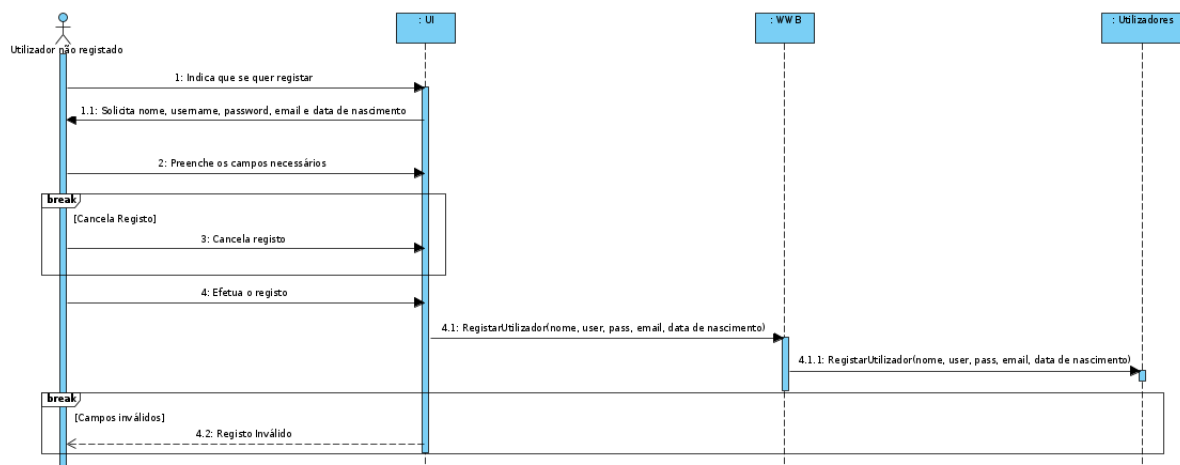 : UI
: WWB
: Utilizadores
Utilizador não registado
1: Indica que se quer registar
1.1: Solicita nome, username, password, email e data de nascimento
2: Preenche os campos necessários
break
[Cancela Registo]
3: Cancela registo
4: Efetua o registo
4.1: RegistarUtilizador(nome, user, pass, email, data de nascimento)
4.1.1: RegistarUtilizador(nome, user, pass, email, data de nascimento)
break
[Campos inválidos]
4.2: Registo Inválido